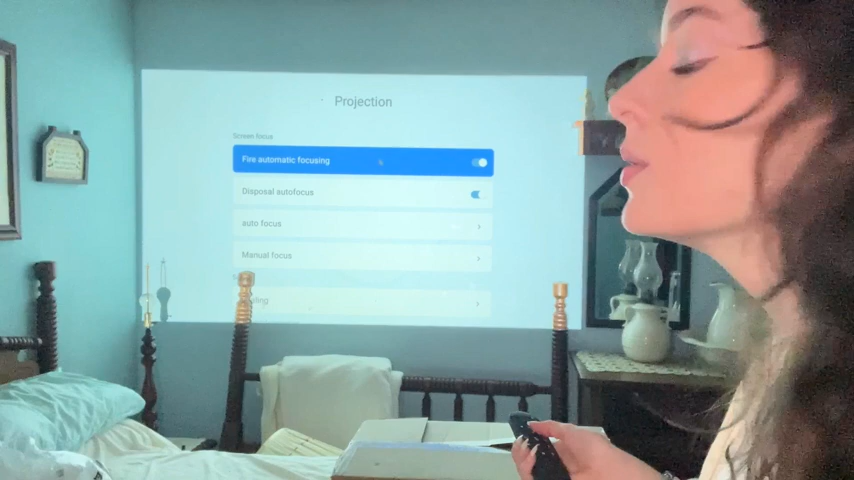 Projection
Screen focus
Fire automatic focusing
Disposal autofocus
auto focus
Manual focus